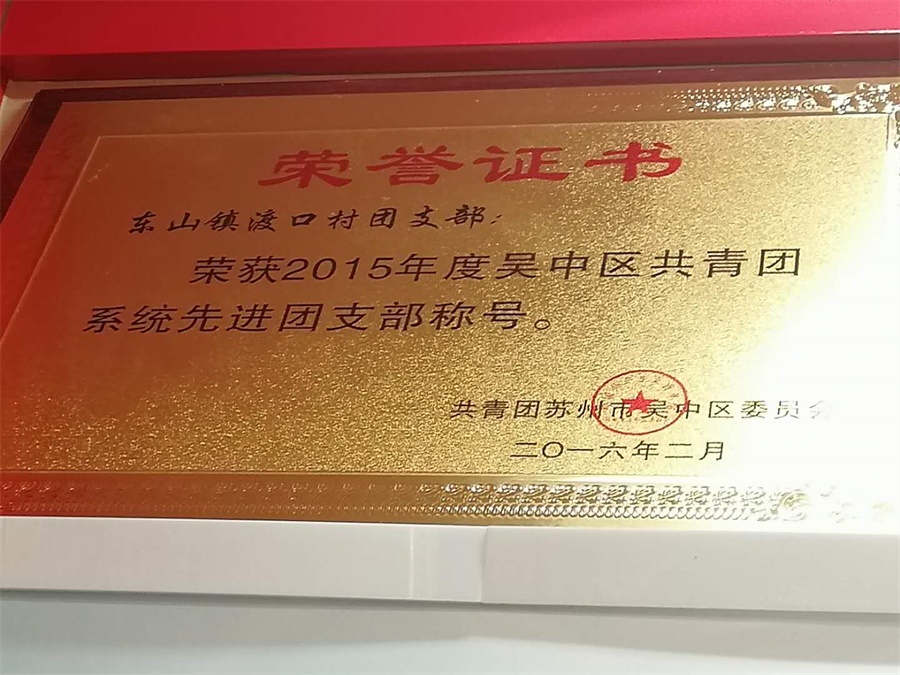 荣誉证书
东山镇渡口村团支部：
荣获2015年度吴中区共青团
系统先进团支部称号。
共青团苏州市吴中区委员会
二〇一六年二月